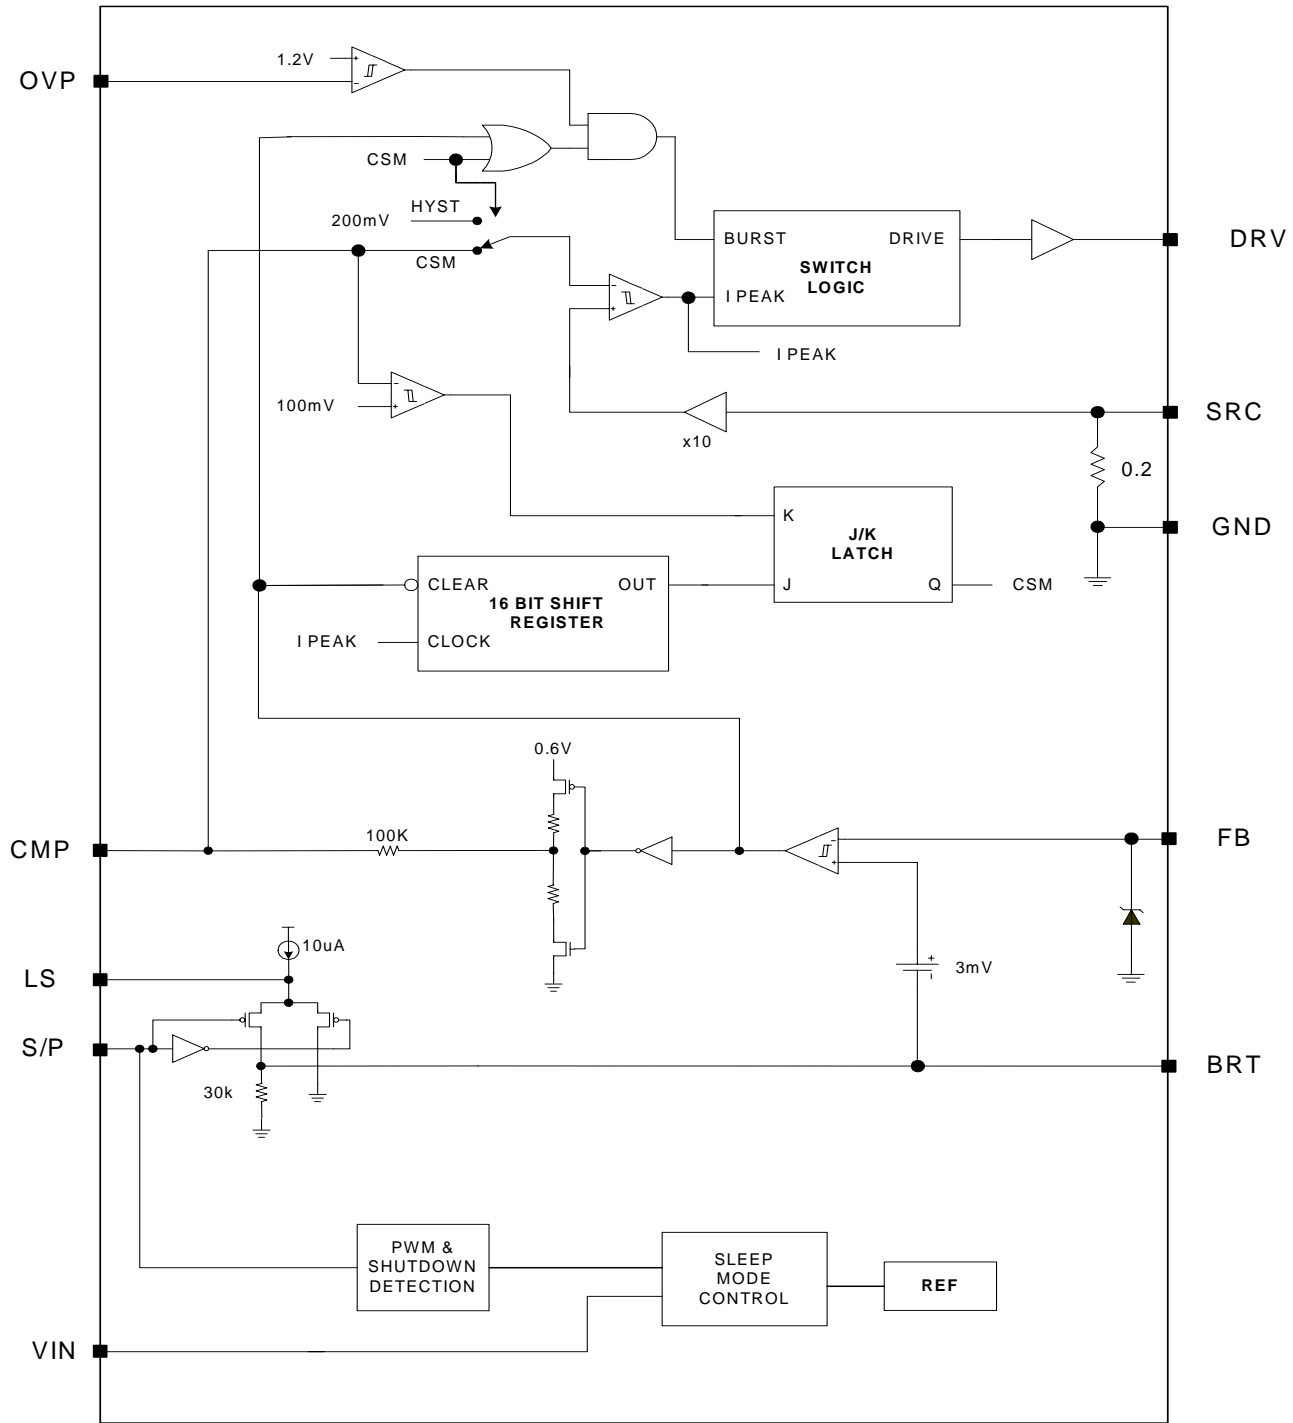 1.2V
OVP
CSM
HYST
200mV
CSM
BURST
DRIVE
SWITCH
LOGIC
I PEAK
DRV
I PEAK
100mV
x10
SRC
0.2
GND
K
J/K
LATCH
J
Q
CSM
CLEAR
OUT
16 BIT SHIFT
REGISTER
I PEAK
CLOCK
0.6V
100K
CMP
FB
10uA
3mV
LS
S/P
30k
BRT
PWM &
SHUTDOWN
DETECTION
SLEEP
MODE
CONTROL
REF
VIN